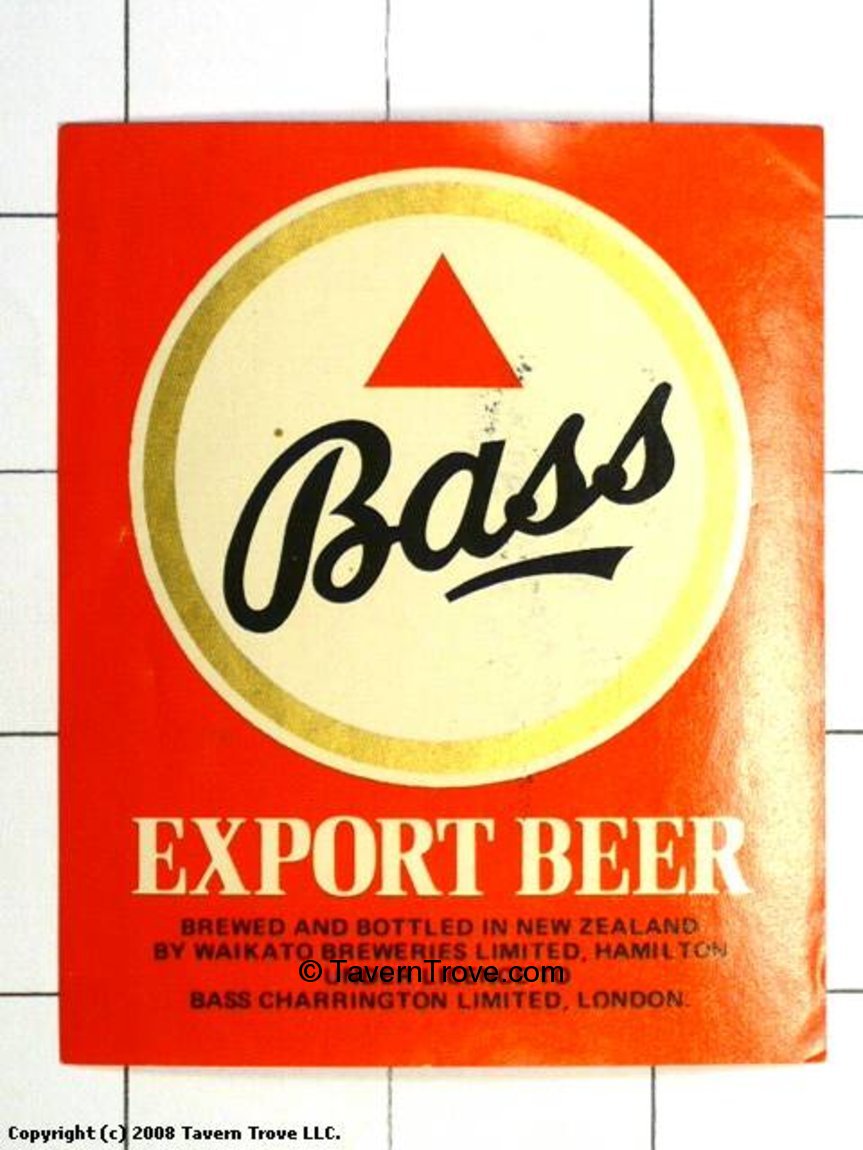 Bass
EXPORT BEER
BREWED AND BOTTLED IN NEW ZEALAND
BY WAIKATO BREWERIES LIMITED, HAMILTON
© TavernTrove.com
BASS CHARRINGTON LIMITED, LONDON.
Copyright (c) 2008 Tavern Trove LLC.